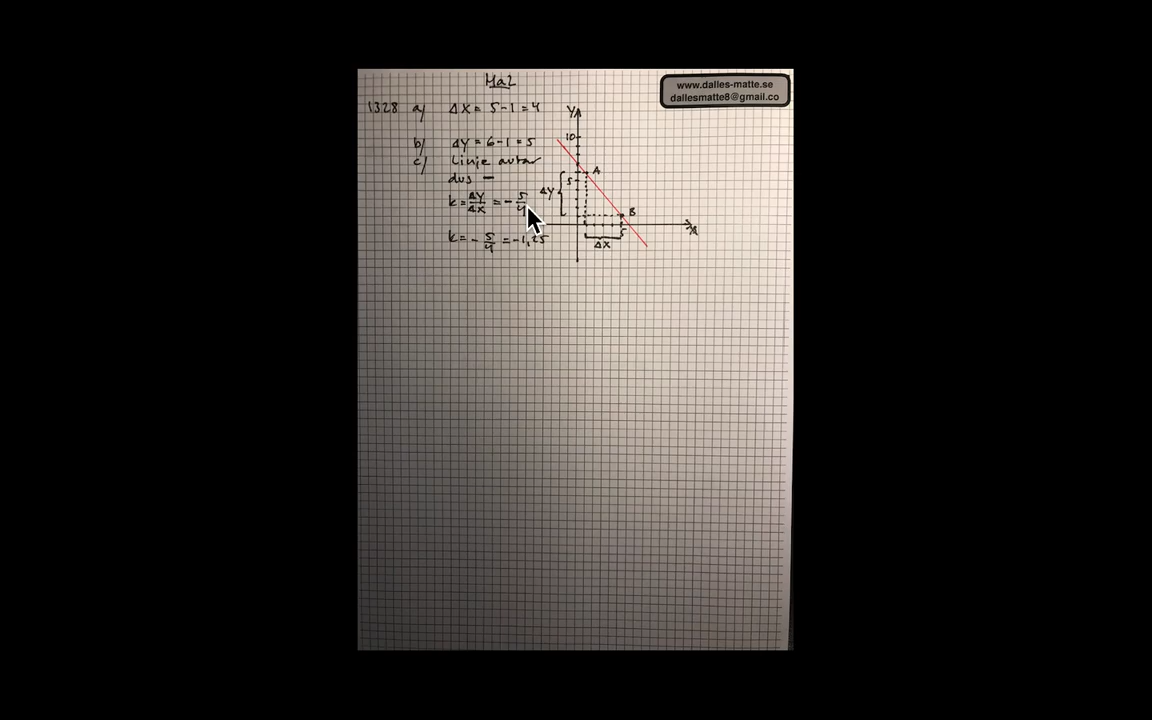 Ma2
www.dalles-matte.se
dallesmatte8@gmail.co
1328 a) ΔX = 5-1 = 4
b) ΔY = 6-1 = 5
c) Linje avtar
dvs -
k = ΔY/ΔX = - 5/4
k = - 5/4 = -1,25
Y
10
A
5
ΔY
B
5
X
ΔX